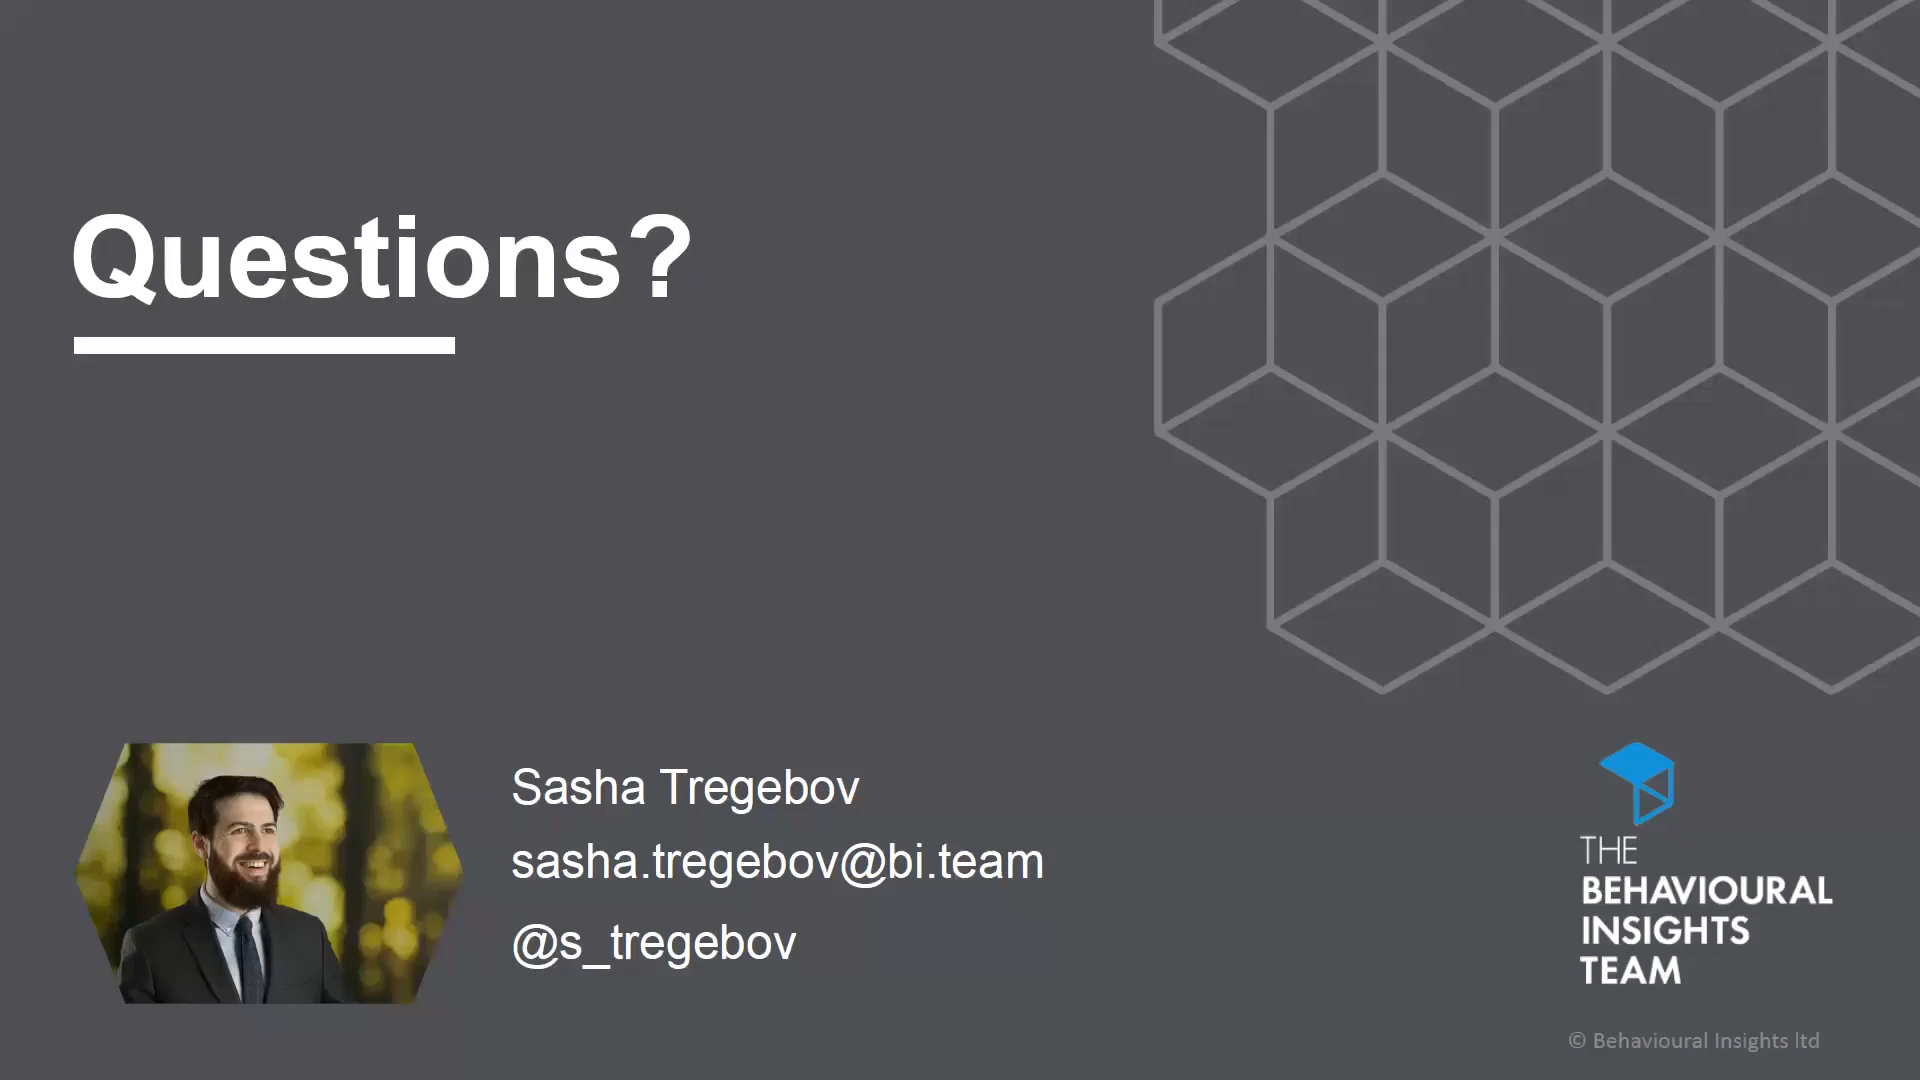 Questions?
Sasha Tregebov
sasha.tregebov@bi.team
@s_tregebov
THE
BEHAVIOURAL
INSIGHTS
TEAM
© Behavioural Insights ltd